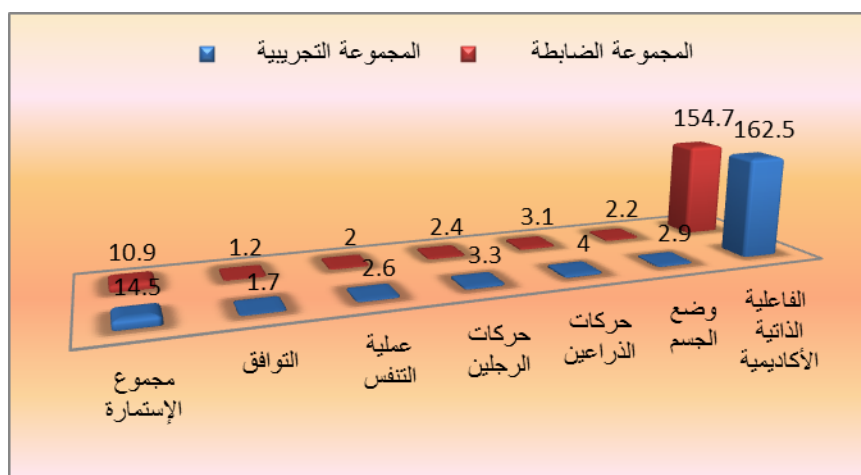 المجموعة الضابطة
المجموعة التجريبية
154.7
162.5
2.2
2.9
3.1
4
2.4
3.3
2
2.6
1.2
1.7
10.9
14.5
الفاعلية
الذاتية
الأكاديمية
وضع
الجسم
حركات
الذراعين
حركات
الرجلين
عملية
التنفس
التوافق
مجموع
الإستمارة